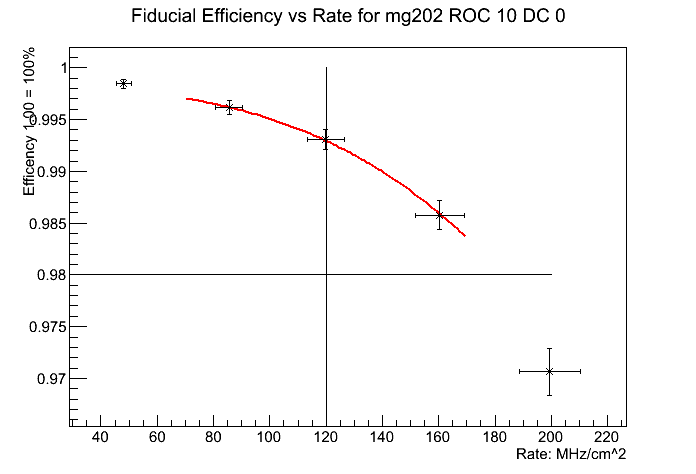 Fiducial Efficiency vs Rate for mg202 ROC 10 DC 0
Efficency 1.00 = 100%
1
0.995
0.99
0.985
0.98
0.975
0.97
40 60 80 100 120 140 160 180 200 220
Rate: MHz/cm^2